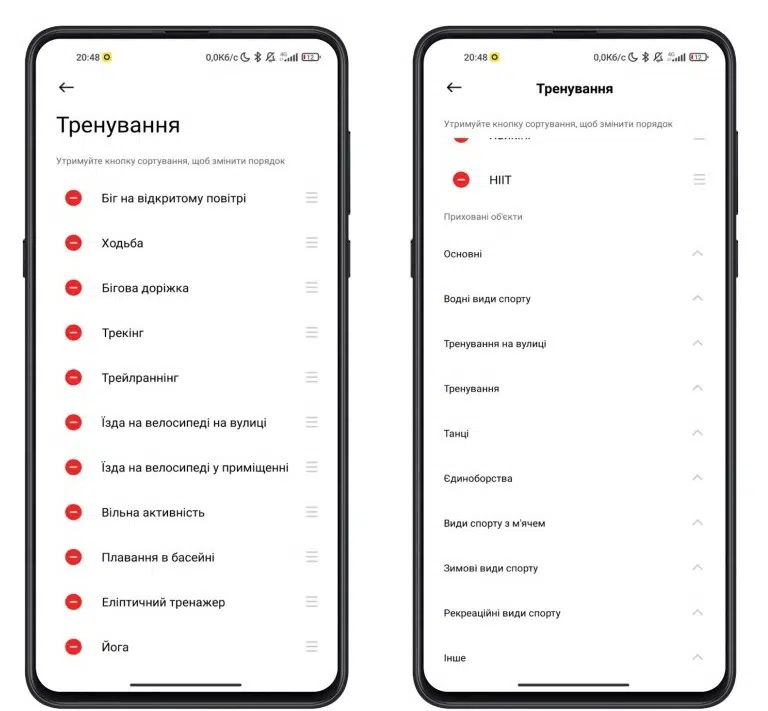 20:48 0,0Кб/с 4G 12
Тренування
Утримуйте кнопку сортування, щоб змінити порядок
Біг на відкритому повітрі
Ходьба
Бігова доріжка
Трекінг
Трейлраннінг
Їзда на велосипеді на вулиці
Їзда на велосипеді у приміщенні
Вільна активність
Плавання в басейні
Еліптичний тренажер
Йога
20:48 0,0Кб/с 4G 12
Тренування
Утримуйте кнопку сортування, щоб змінити порядок
HIIT
Приховані об'єкти
Основні
Водні види спорту
Тренування на вулиці
Тренування
Танці
Єдиноборства
Види спорту з м'ячем
Зимові види спорту
Рекреаційні види спорту
Інше